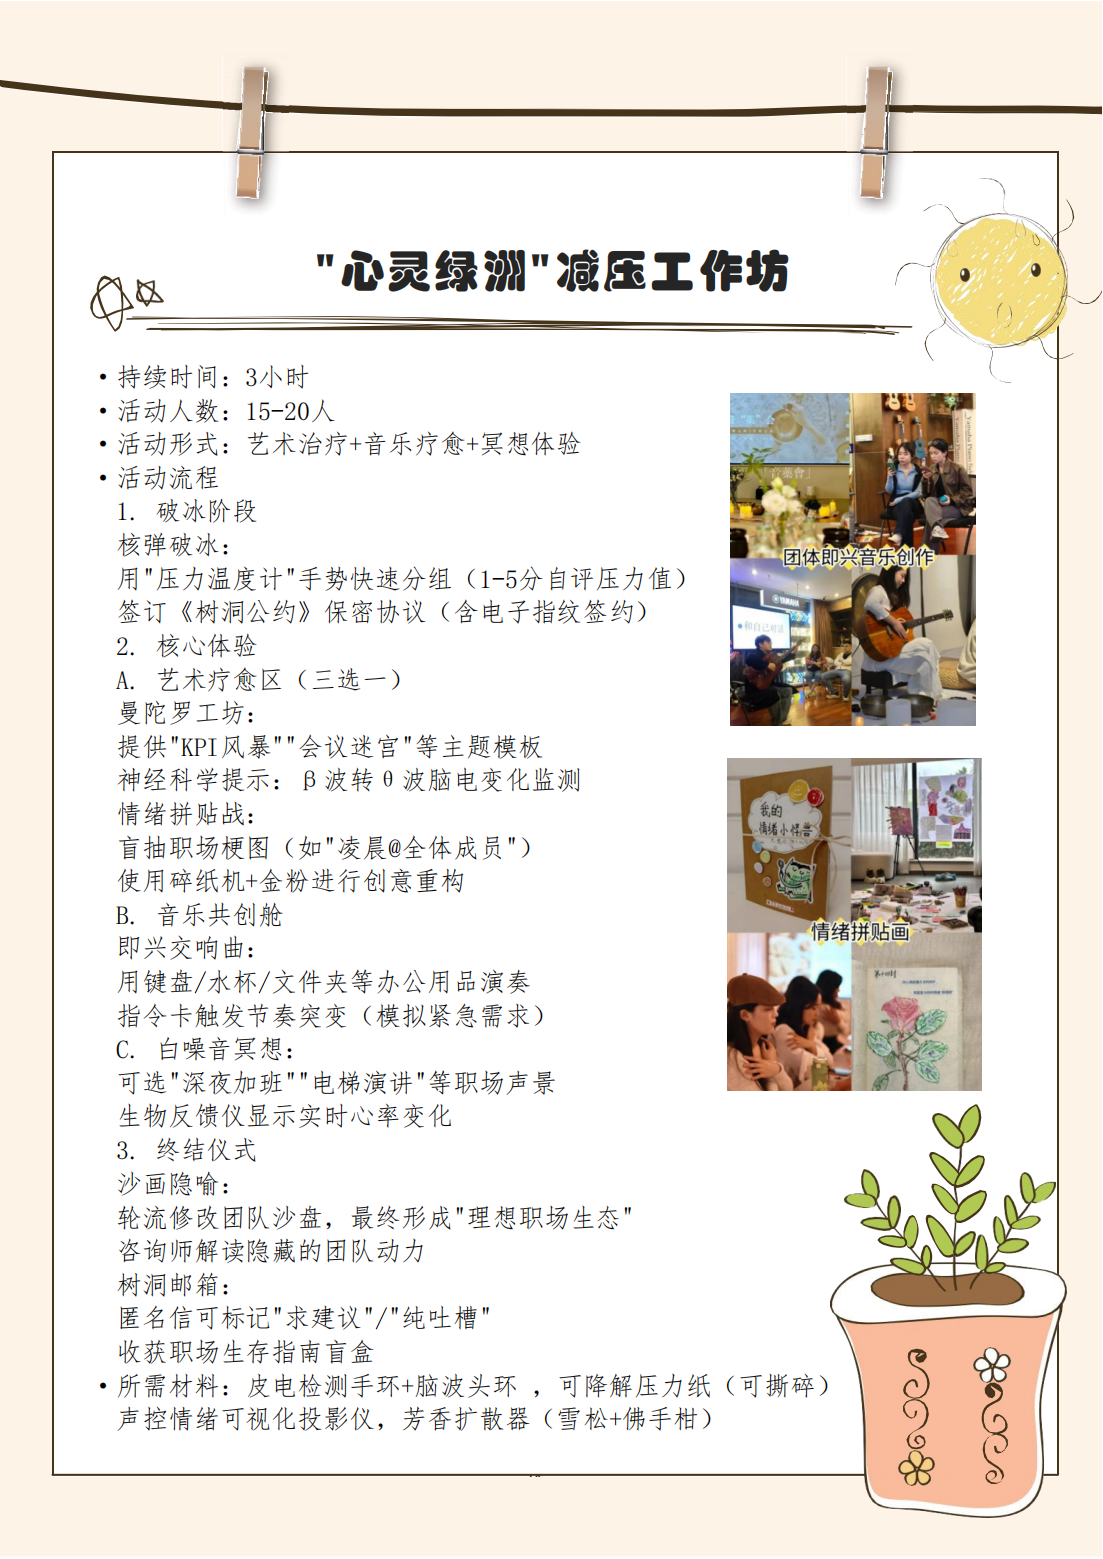 "心灵绿洲"减压工作坊
• 持续时间：3小时
• 活动人数：15-20人
• 活动形式：艺术治疗+音乐疗愈+冥想体验
• 活动流程
1. 破冰阶段
核弹破冰：
用"压力温度计"手势快速分组（1-5分自评压力值）
签订《树洞公约》保密协议（含电子指纹签约）
2. 核心体验
A. 艺术疗愈区（三选一）
曼陀罗工坊：
提供"KPI风暴""会议迷宫"等主题模板
神经科学提示：β波转θ波脑电变化监测
情绪拼贴战：
盲抽职场梗图（如"凌晨@全体成员"）
使用碎纸机+金粉进行创意重构
B. 音乐共创舱
即兴交响曲：
用键盘/水杯/文件夹等办公用品演奏
指令卡触发节奏突变（模拟紧急需求）
C. 白噪音冥想：
可选"深夜加班""电梯演讲"等职场声景
生物反馈仪显示实时心率变化
3. 终结仪式
沙画隐喻：
轮流修改团队沙盘，最终形成"理想职场生态"
咨询师解读隐藏的团队动力
树洞邮箱：
匿名信可标记"求建议"/"纯吐槽"
收获职场生存指南盲盒
• 所需材料：皮电检测手环+脑波头环 ，可降解压力纸（可撕碎）
声控情绪可视化投影仪，芳香扩散器（雪松+佛手柑）
音薬會」
团体即兴音乐创作
YAMAHA
和自己对话
我的
情绪小怪兽
情绪拼贴画